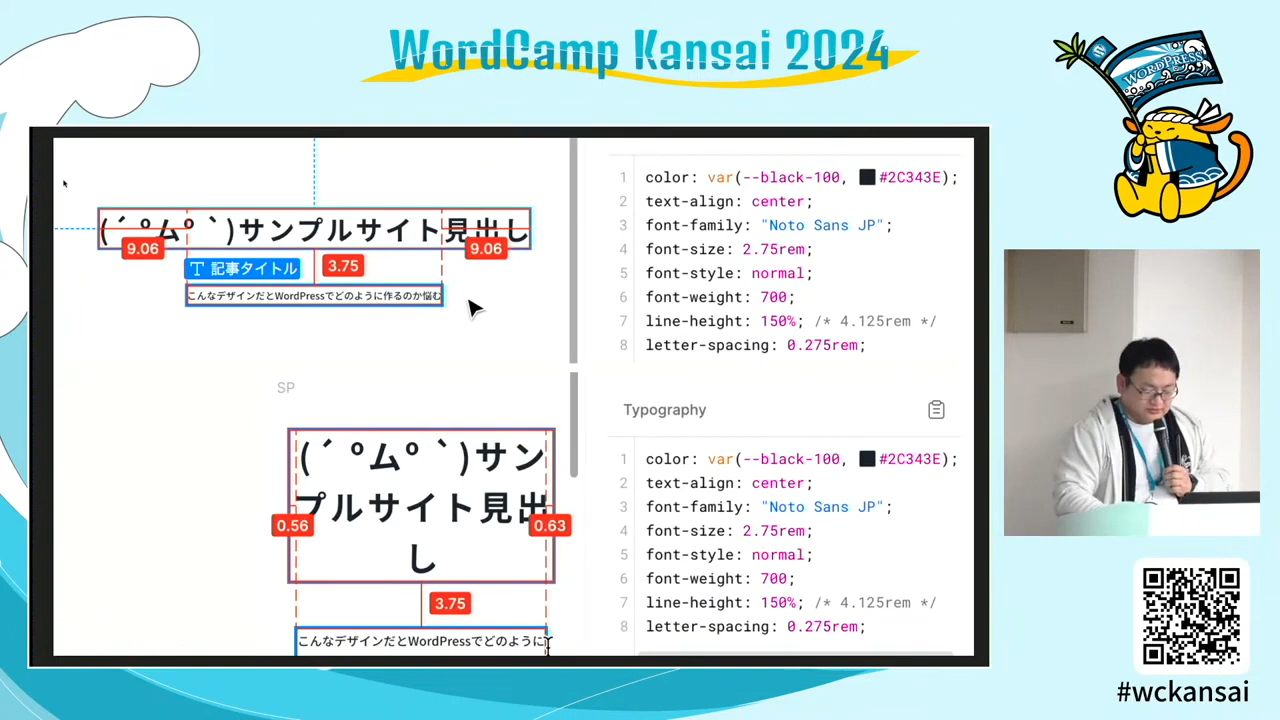 WordCamp Kansai 2024
WORDPRESS
(´ºムº`)サンプルサイト見出し
9.06
9.06
3.75
記事タイトル
こんなデザインだとWordPressでどのように作るのか悩む
1 color: var(--black-100, #2C343E);
2 text-align: center;
3 font-family: "Noto Sans JP";
4 font-size: 2.75rem;
5 font-style: normal;
6 font-weight: 700;
7 line-height: 150%; /* 4.125rem */
8 letter-spacing: 0.275rem;
SP
(´ºムº`)サン
プルサイト見出
し
0.56
0.63
3.75
こんなデザインだとWordPressでどのように
Typography
1 color: var(--black-100, #2C343E);
2 text-align: center;
3 font-family: "Noto Sans JP";
4 font-size: 2.75rem;
5 font-style: normal;
6 font-weight: 700;
7 line-height: 150%; /* 4.125rem */
8 letter-spacing: 0.275rem;
#wckansai